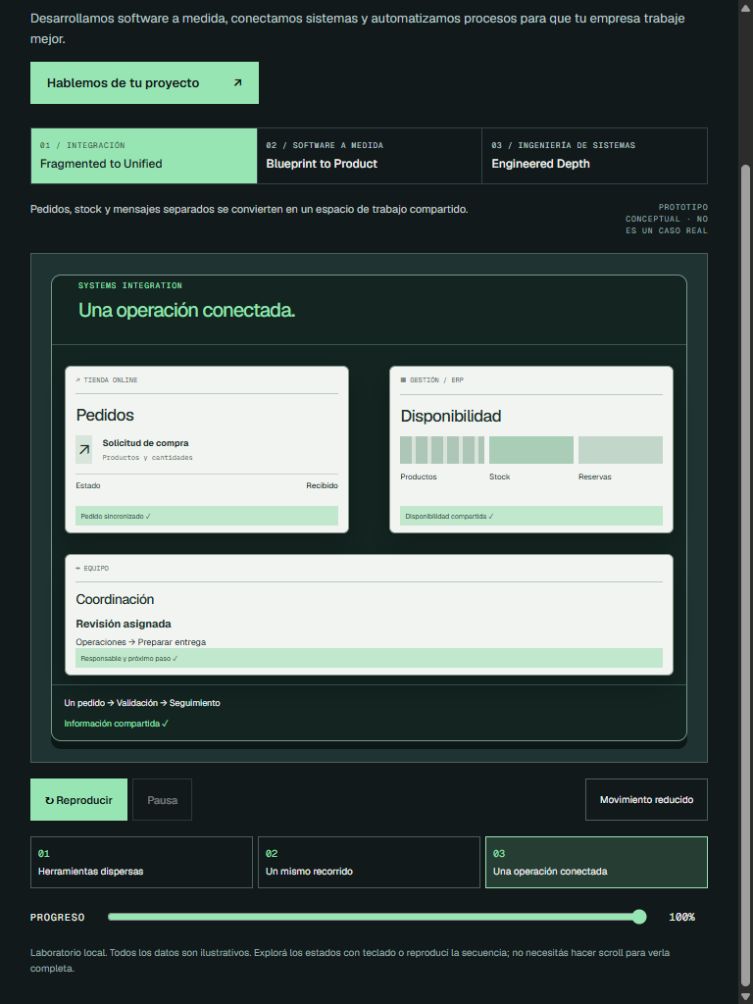 Desarrollamos software a medida, conectamos sistemas y automatizamos procesos para que tu empresa trabaje
mejor.
Hablemos de tu proyecto ↗
01 / INTEGRACIÓN
Fragmented to Unified
02 / SOFTWARE A MEDIDA
Blueprint to Product
03 / INGENIERÍA DE SISTEMAS
Engineered Depth
Pedidos, stock y mensajes separados se convierten en un espacio de trabajo compartido.
PROTOTIPO
CONCEPTUAL · NO
ES UN CASO REAL
SYSTEMS INTEGRATION
Una operación conectada.
↗ TIENDA ONLINE
Pedidos
↗ Solicitud de compra
Productos y cantidades
Estado Recibido
Pedido sincronizado ✓
GESTIÓN / ERP
Disponibilidad
Productos Stock Reservas
Disponibilidad compartida ✓
EQUIPO
Coordinación
Revisión asignada
Operaciones → Preparar entrega
Responsable y próximo paso ✓
Un pedido → Validación → Seguimiento
Información compartida ✓
↻ Reproducir
Pausa
Movimiento reducido
01
Herramientas dispersas
02
Un mismo recorrido
03
Una operación conectada
PROGRESO 100%
Laboratorio local. Todos los datos son ilustrativos. Explorá los estados con teclado o reproducí la secuencia; no necesitás hacer scroll para verla
completa.